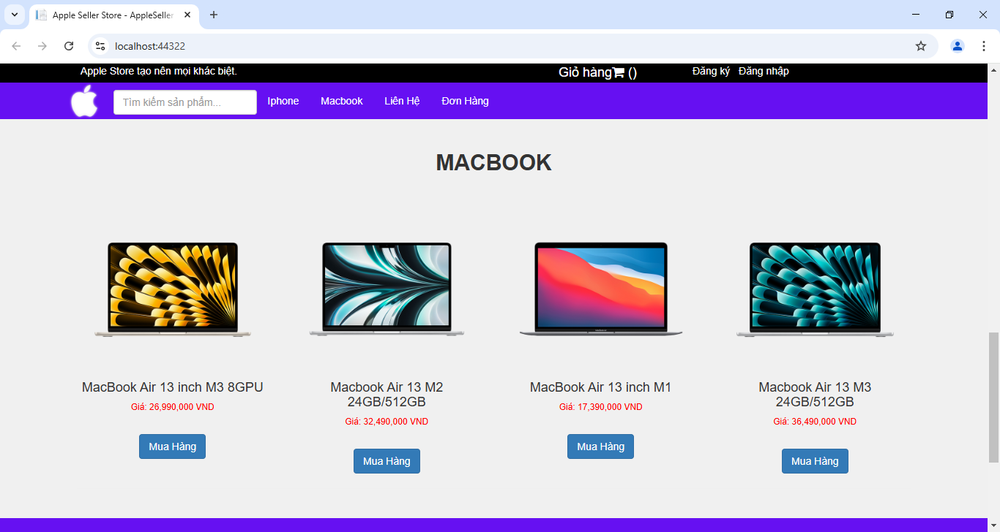 Apple Seller Store - AppleSeller
localhost:44322
Apple Store tạo nên mọi khác biệt.
Giỏ hàng ()
Đăng ký Đăng nhập
Tìm kiếm sản phẩm...
Iphone Macbook Liên Hệ Đơn Hàng
MACBOOK
MacBook Air 13 inch M3 8GPU
Giá: 26,990,000 VND
Mua Hàng
Macbook Air 13 M2
24GB/512GB
Giá: 32,490,000 VND
Mua Hàng
MacBook Air 13 inch M1
Giá: 17,390,000 VND
Mua Hàng
Macbook Air 13 M3
24GB/512GB
Giá: 36,490,000 VND
Mua Hàng